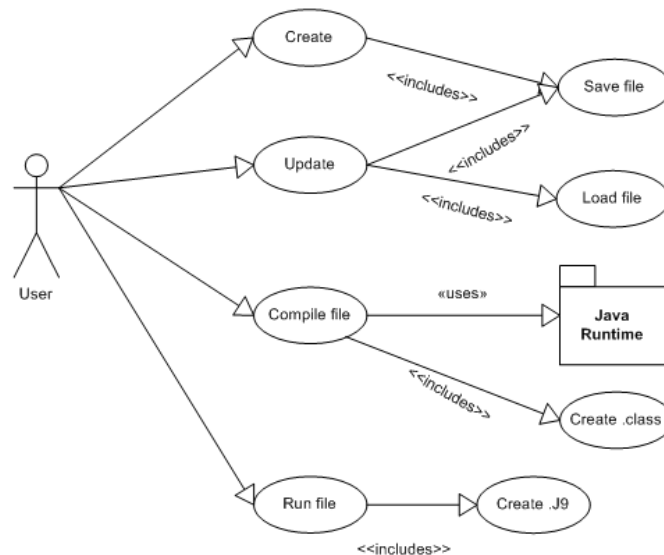 Create
<<includes>>
Save file
Update
<<includes>>
<<includes>>
Load file
User
Compile file
«uses»
Java
Runtime
<<includes>>
Create .class
Run file
Create .J9
<<includes>>